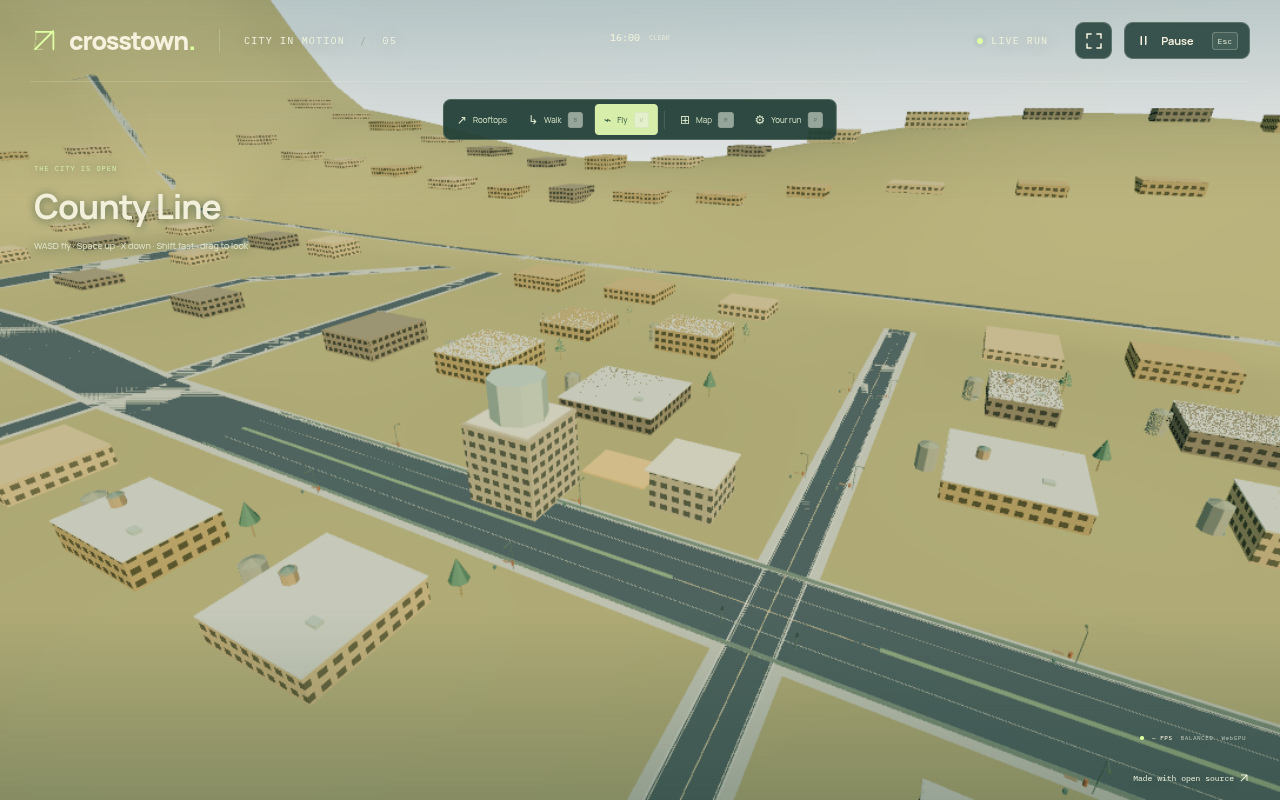 crosstown.
CITY IN MOTION / 05
16:00 CLEAR
LIVE RUN
Pause Esc
Rooftops
Walk
Fly
Map
Your run
THE CITY IS OPEN
County Line
WASD fly · Space up · X down · Shift fast · drag to look
— FPS BALANCED · WebGPU
Made with open source